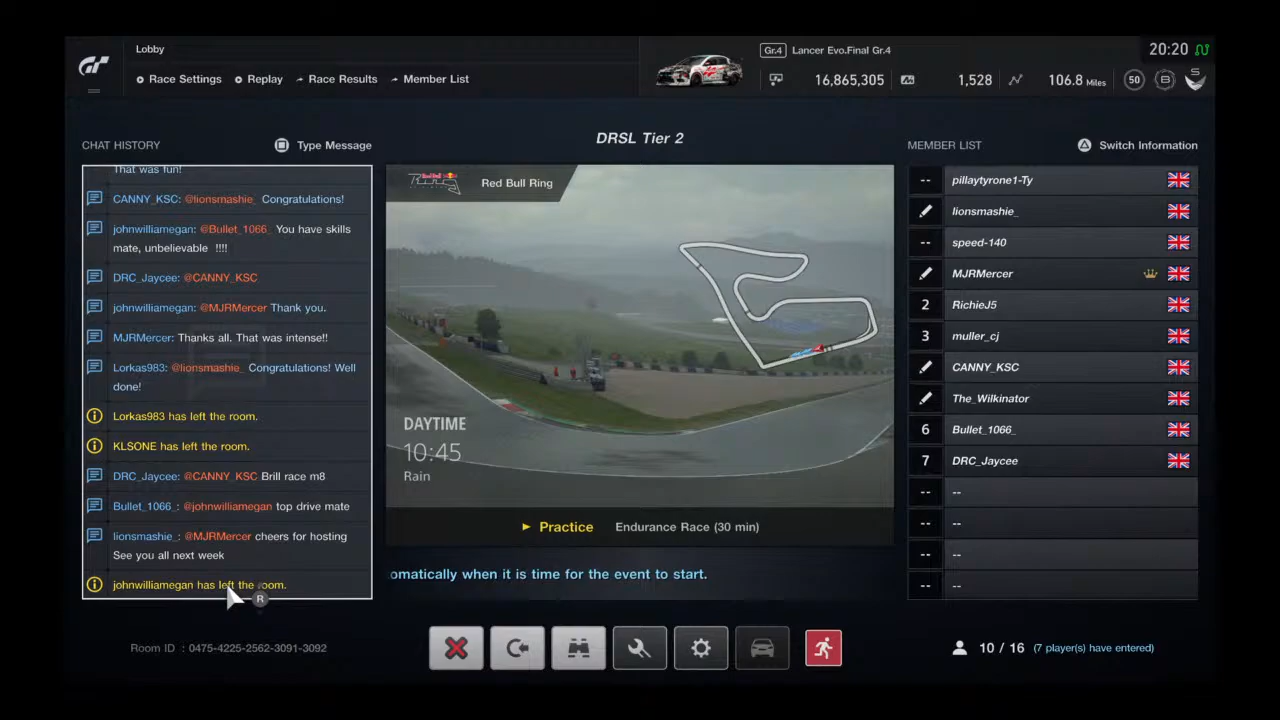 Lobby
Race Settings
Replay
Race Results
Member List
Gr.4 Lancer Evo.Final Gr.4
16,865,305
1,528
106.8 Miles
50
B
S
20:20
CHAT HISTORY
Type Message
That was fun!
CANNY_KSC: @lionsmashie_ Congratulations!
johnwilliamegan: @Bullet_1066_ You have skills
mate, unbelievable !!!!
DRC_Jaycee: @CANNY_KSC
johnwilliamegan: @MJRMercer Thank you.
MJRMercer: Thanks all. That was intense!!
Lorkas983: @lionsmashie_ Congratulations! Well
done!
Lorkas983 has left the room.
KLSONE has left the room.
DRC_Jaycee: @CANNY_KSC Brill race m8
Bullet_1066_: @johnwilliamegan top drive mate
lionsmashie_: @MJRMercer cheers for hosting
See you all next week
johnwilliamegan has left the room.
R
Room ID : 0475-4225-2562-3091-3092
DRSL Tier 2
Red Bull Ring
DAYTIME
10:45
Rain
Practice Endurance Race (30 min)
omatically when it is time for the event to start.
MEMBER LIST
Switch Information
-- pillaytyrone1-Ty
lionsmashie_
-- speed-140
MJRMercer
2 RichieJ5
3 muller_cj
CANNY_KSC
The_Wilkinator
6 Bullet_1066_
7 DRC_Jaycee
-- --
-- --
-- --
-- --
10 / 16 (7 player(s) have entered)